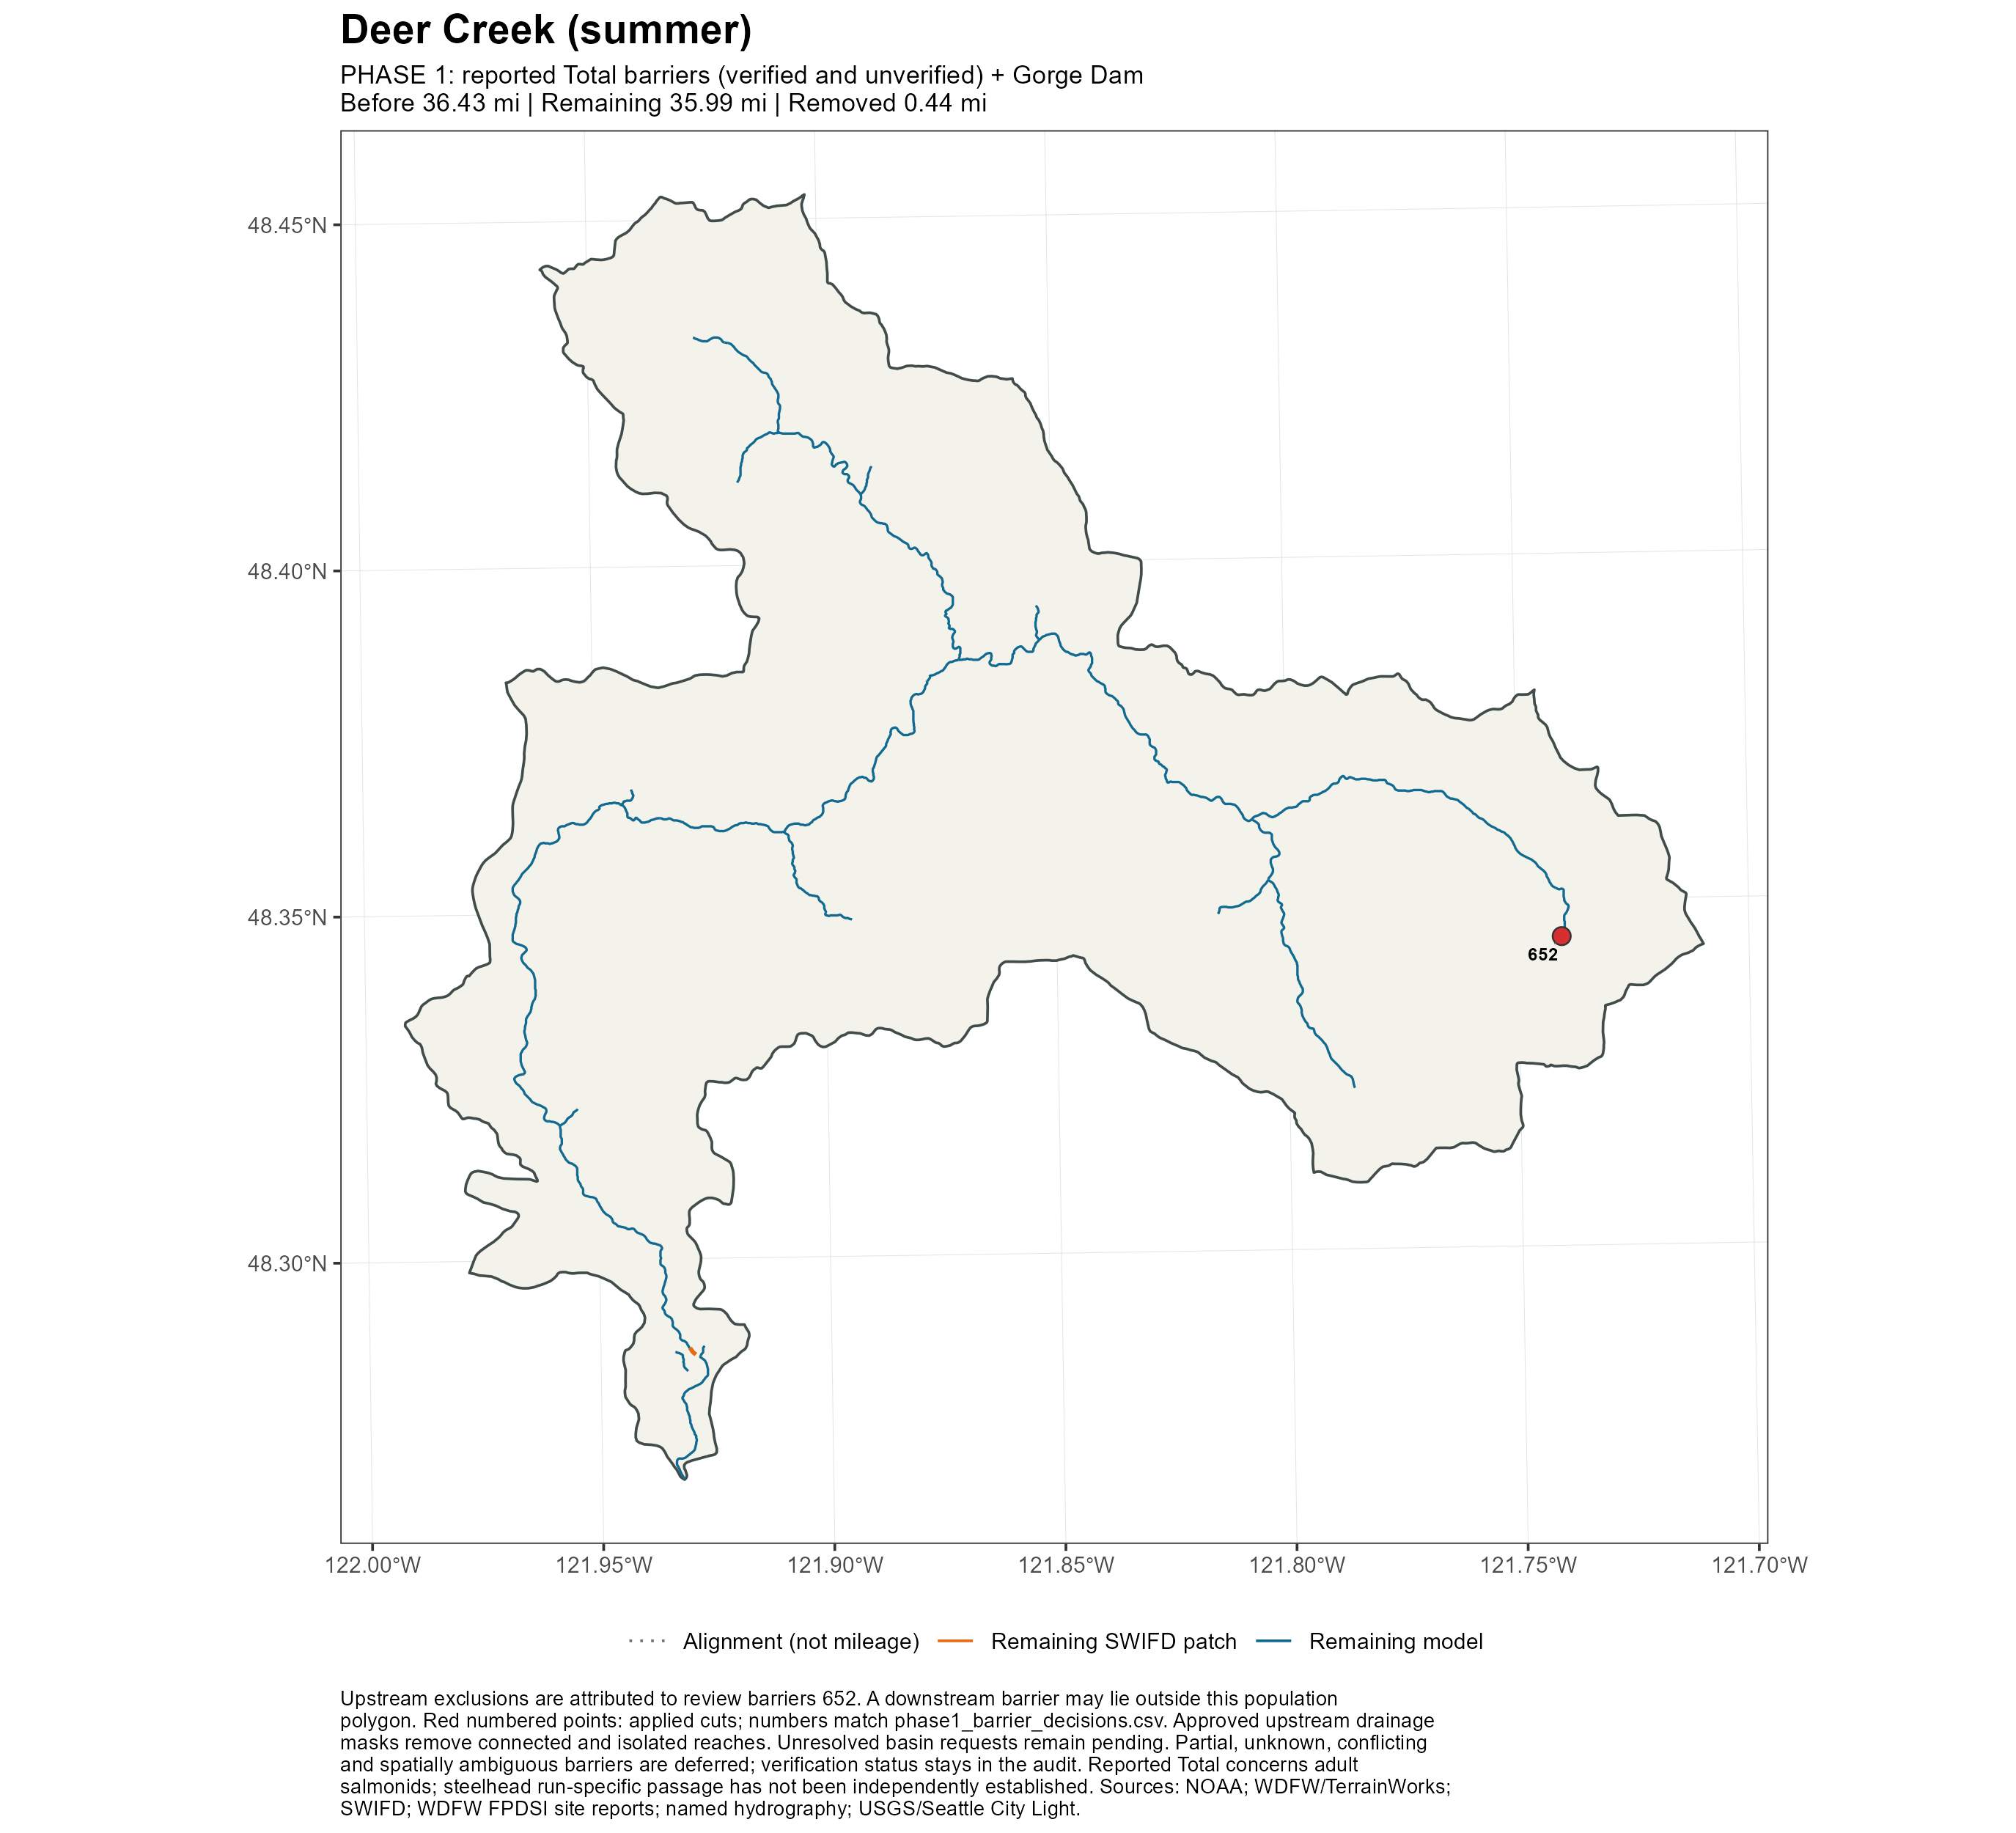 Deer Creek (summer)
PHASE 1: reported Total barriers (verified and unverified) + Gorge Dam
Before 36.43 mi | Remaining 35.99 mi | Removed 0.44 mi
48.45°N
48.40°N
48.35°N
48.30°N
652
122.00°W
121.95°W
121.90°W
121.85°W
121.80°W
121.75°W
121.70°W
Alignment (not mileage)
Remaining SWIFD patch
Remaining model
Upstream exclusions are attributed to review barriers 652. A downstream barrier may lie outside this population
polygon. Red numbered points: applied cuts; numbers match phase1_barrier_decisions.csv. Approved upstream drainage
masks remove connected and isolated reaches. Unresolved basin requests remain pending. Partial, unknown, conflicting
and spatially ambiguous barriers are deferred; verification status stays in the audit. Reported Total concerns adult
salmonids; steelhead run-specific passage has not been independently established. Sources: NOAA; WDFW/TerrainWorks;
SWIFD; WDFW FPDSI site reports; named hydrography; USGS/Seattle City Light.